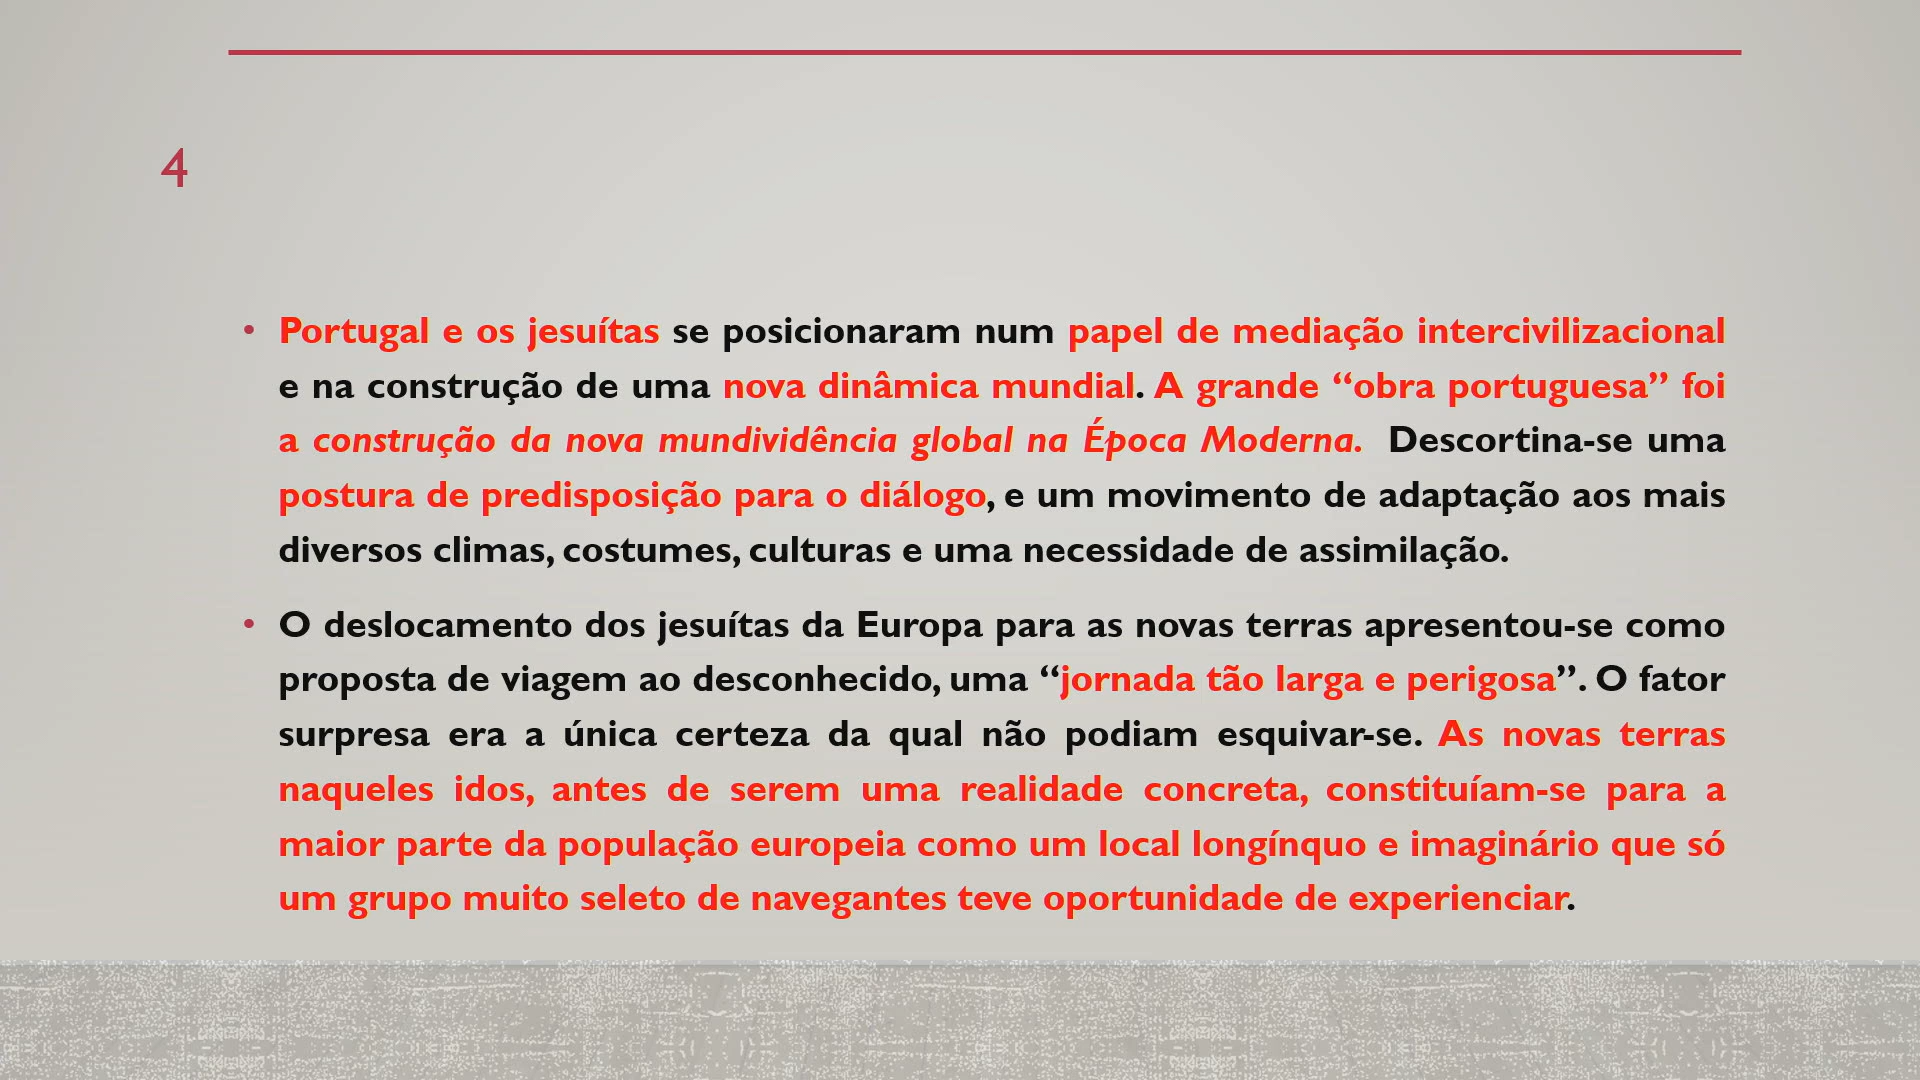 4
• Portugal e os jesuítas se posicionaram num papel de mediação intercivilizacional
e na construção de uma nova dinâmica mundial. A grande “obra portuguesa” foi
a construção da nova mundividência global na Época Moderna. Descortina-se uma
postura de predisposição para o diálogo, e um movimento de adaptação aos mais
diversos climas, costumes, culturas e uma necessidade de assimilação.
• O deslocamento dos jesuítas da Europa para as novas terras apresentou-se como
proposta de viagem ao desconhecido, uma “jornada tão larga e perigosa”. O fator
surpresa era a única certeza da qual não podiam esquivar-se. As novas terras
naqueles idos, antes de serem uma realidade concreta, constituíam-se para a
maior parte da população europeia como um local longínquo e imaginário que só
um grupo muito seleto de navegantes teve oportunidade de experienciar.